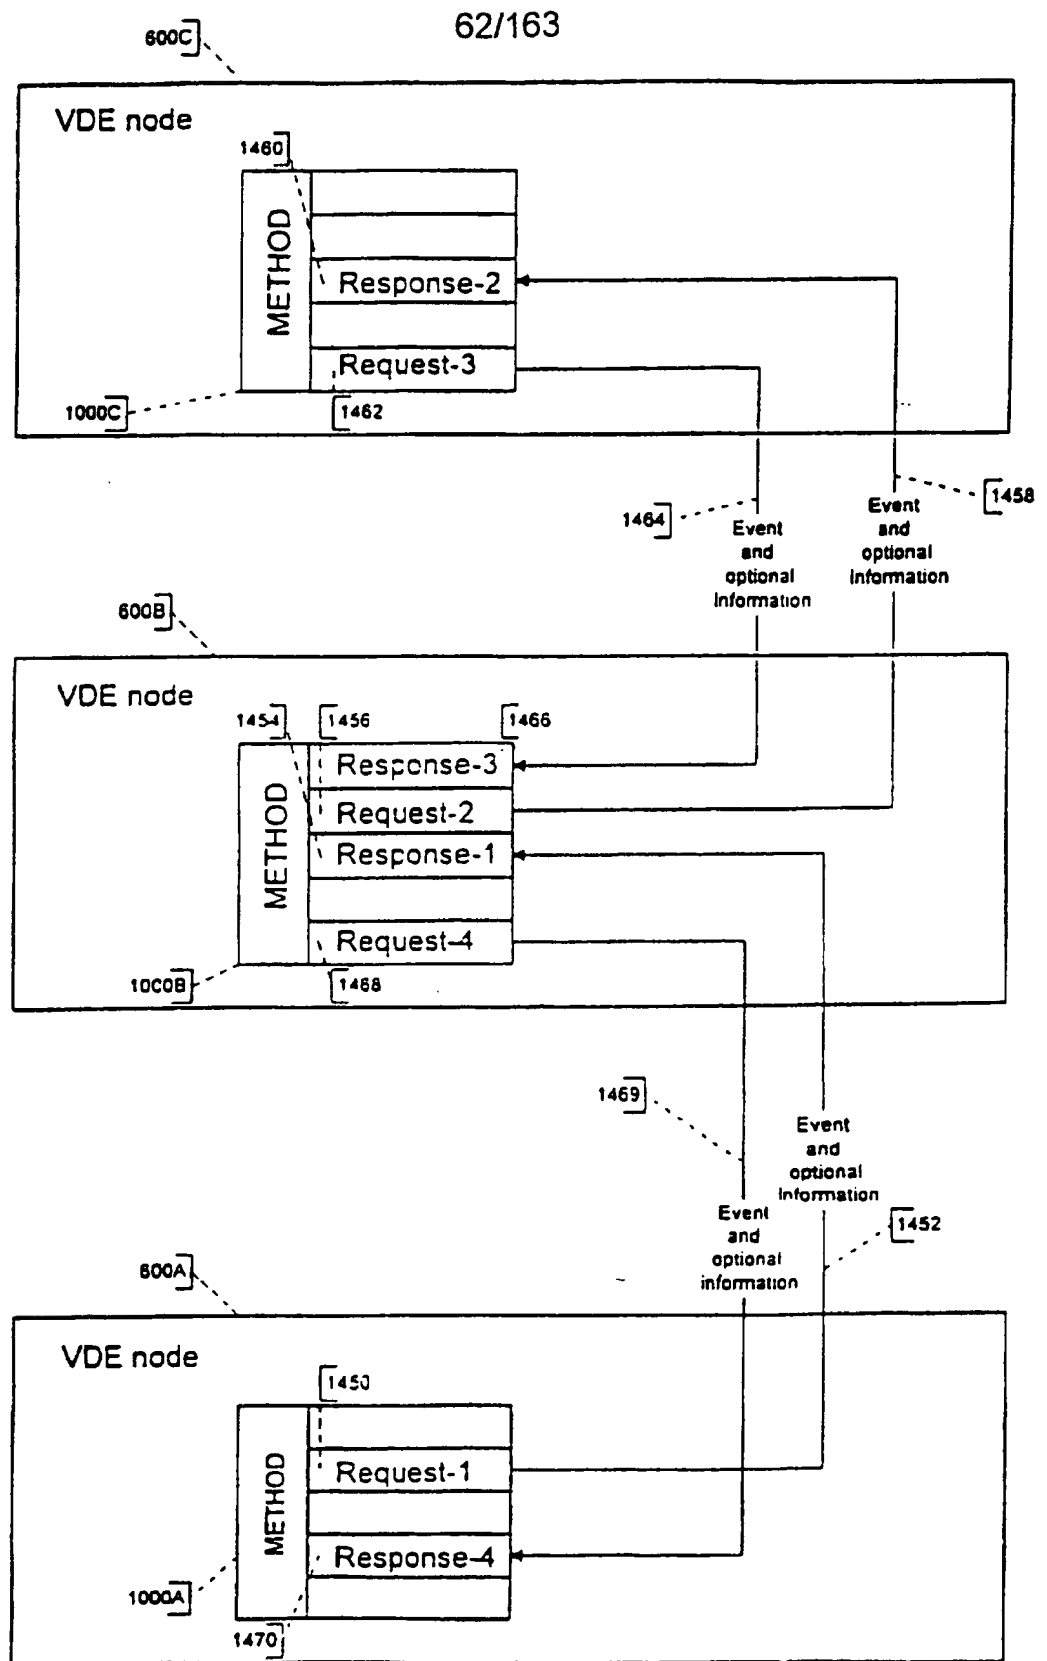 62/163
600C
VDE node
1460
METHOD
Response-2
Request-3
1000C
1462
1464
1458
Event
and
optional
Information
Event
and
optional
Information
600B
VDE node
1454
1456
1466
METHOD
Response-3
Request-2
Response-1
Request-4
1000B
1468
1469
Event
and
optional
Information
Event
and
optional
information
1452
600A
VDE node
1450
METHOD
Request-1
Response-4
1000A
1470